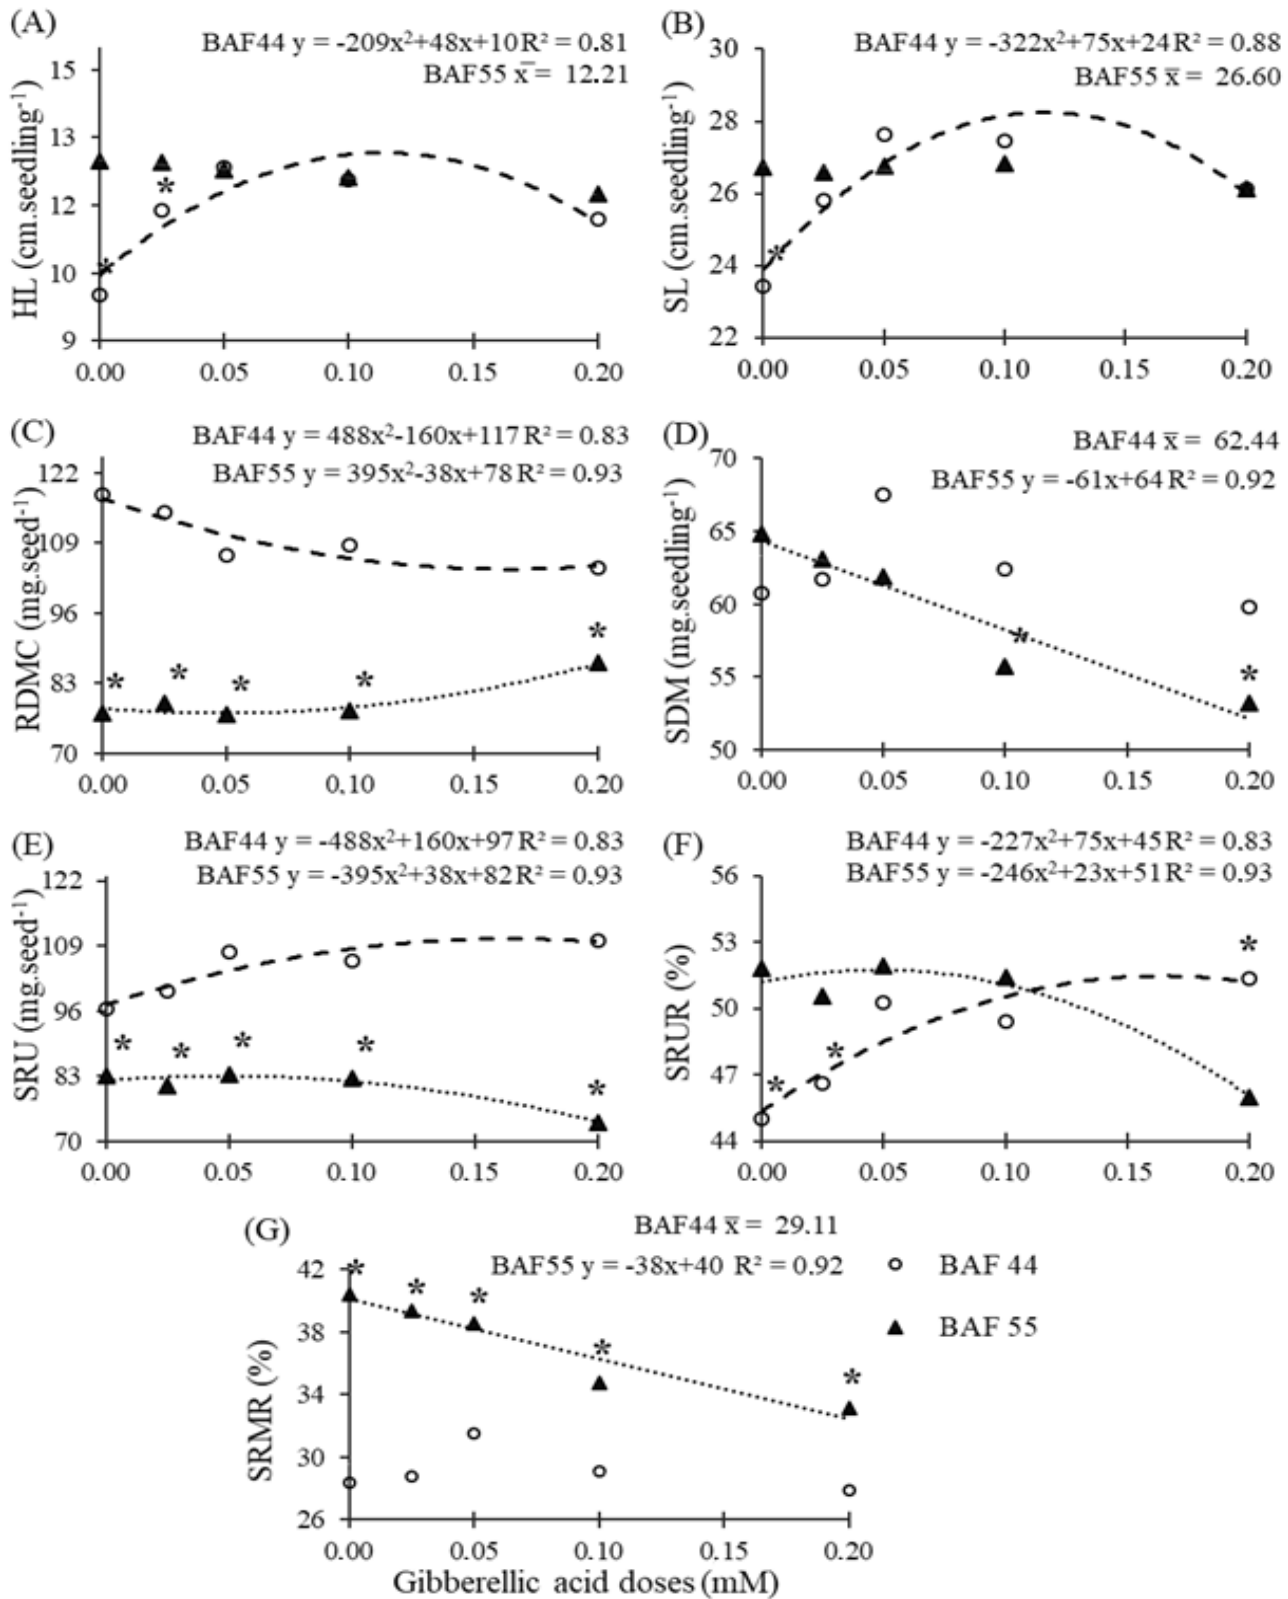 (A)
BAF44 y = -209x²+48x+10 R² = 0.81
BAF55 x̄ = 12.21
HL (cm.seedling⁻¹)
15
13
12
10
9
*
*
0.00 0.05 0.10 0.15 0.20
(B)
BAF44 y = -322x²+75x+24 R² = 0.88
BAF55 x̄ = 26.60
SL (cm.seedling⁻¹)
30
28
26
24
22
*
0.00 0.05 0.10 0.15 0.20
(C)
BAF44 y = 488x²-160x+117 R² = 0.83
BAF55 y = 395x²-38x+78 R² = 0.93
RDMC (mg.seed⁻¹)
122
109
96
83
70
* * * * *
0.00 0.05 0.10 0.15 0.20
(D)
BAF44 x̄ = 62.44
BAF55 y = -61x+64 R² = 0.92
SDM (mg.seedling⁻¹)
70
65
60
55
50
* *
0.00 0.05 0.10 0.15 0.20
(E)
BAF44 y = -488x²+160x+97 R² = 0.83
BAF55 y = -395x²+38x+82 R² = 0.93
SRU (mg.seed⁻¹)
122
109
96
83
70
* * * * *
0.00 0.05 0.10 0.15 0.20
(F)
BAF44 y = -227x²+75x+45 R² = 0.83
BAF55 y = -246x²+23x+51 R² = 0.93
SRUR (%)
56
53
50
47
44
* * *
0.00 0.05 0.10 0.15 0.20
(G)
BAF44 x̄ = 29.11
BAF55 y = -38x+40 R² = 0.92
SRMR (%)
42
38
34
30
26
* * * * *
0.00 0.05 0.10 0.15 0.20
Gibberellic acid doses (mM)
BAF 44
BAF 55